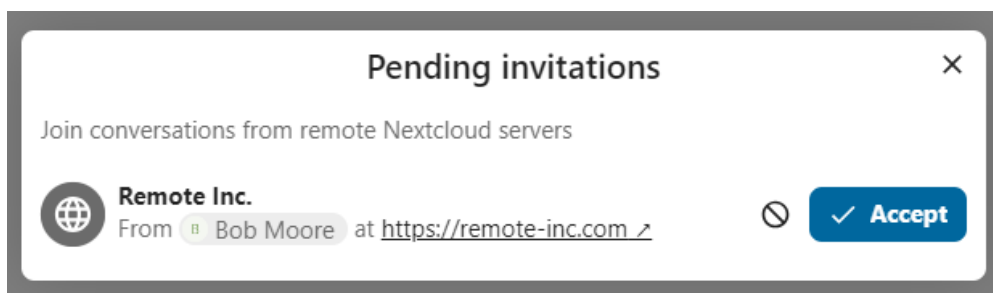 Pending invitations
Join conversations from remote Nextcloud servers
Remote Inc.
From B Bob Moore at https://remote-inc.com ↗
Accept